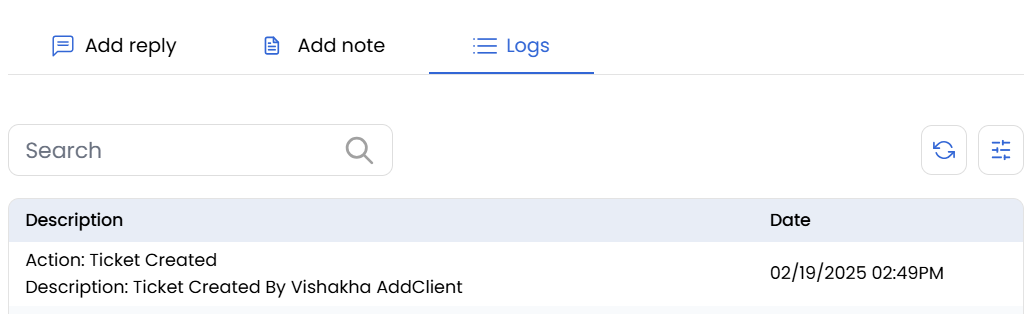 Add reply
Add note
Logs
Search
Description
Date
Action: Ticket Created
Description: Ticket Created By Vishakha AddClient
02/19/2025 02:49PM